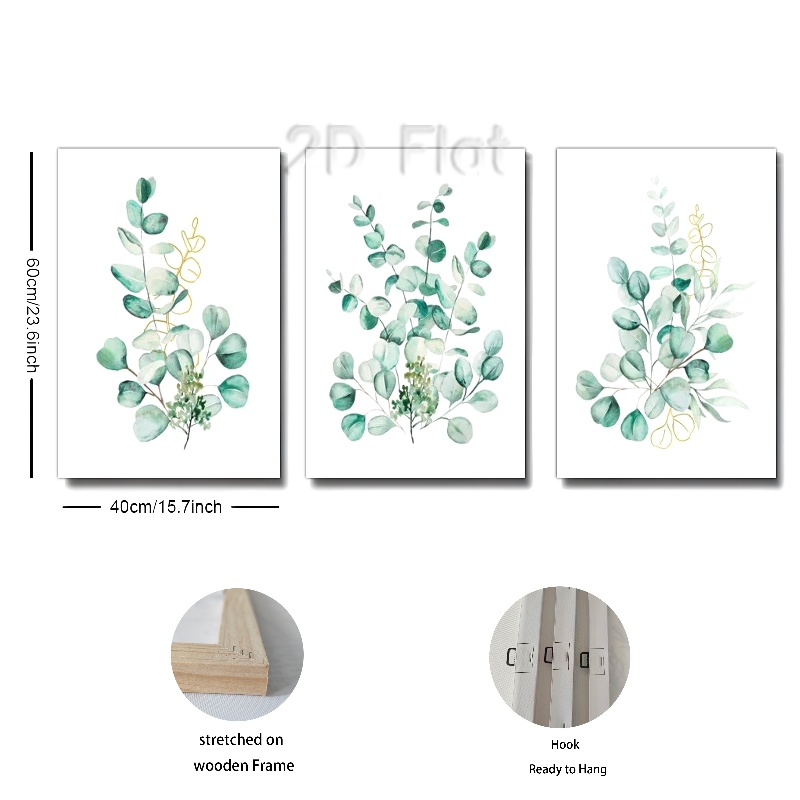 2D Flat
60cm/23.6inch
40cm/15.7inch
stretched on
wooden Frame
Hook
Ready to Hang